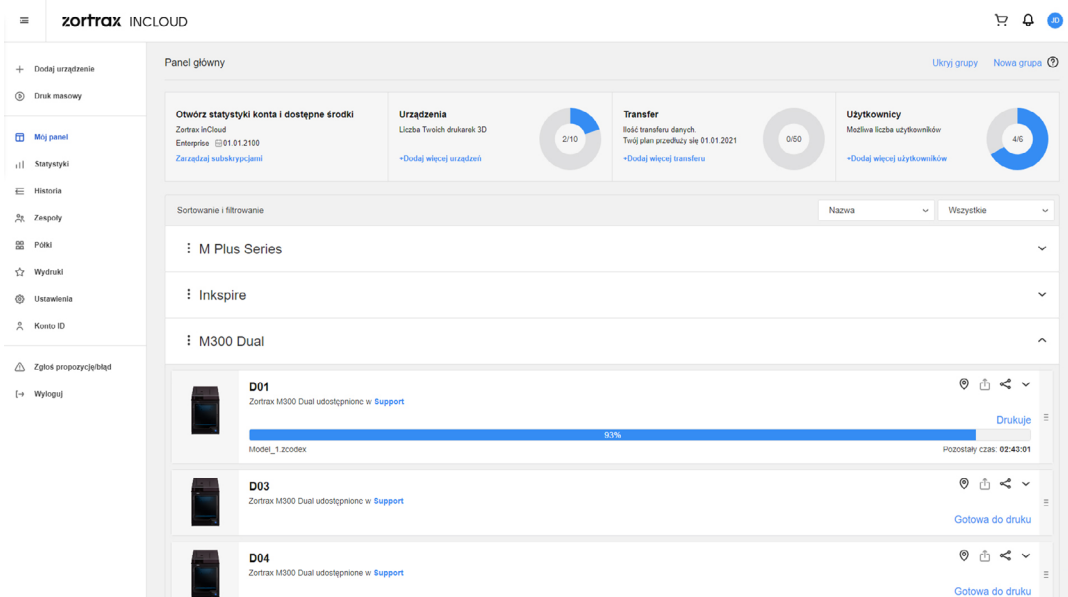 zortrax INCLOUD
JD
Dodaj urządzenie
Druk masowy
Mój panel
Statystyki
Historia
Zespoły
Półki
Wydruki
Ustawienia
Konto ID
Zgłoś propozycję/błąd
Wyloguj
Panel główny
Ukryj grupy
Nowa grupa
Otwórz statystyki konta i dostępne środki
Zortrax inCloud
Enterprise 01.01.2100
Zarządzaj subskrypcjami
Urządzenia
Liczba Twoich drukarek 3D
+Dodaj więcej urządzeń
2/10
Transfer
Ilość transferu danych.
Twój plan przedłuży się 01.01.2021
+Dodaj więcej transferu
0/50
Użytkownicy
Możliwa liczba użytkowników
+Dodaj więcej użytkowników
4/6
Sortowanie i filtrowanie
Nazwa
Wszystkie
M Plus Series
Inkspire
M300 Dual
D01
Zortrax M300 Dual udostępnione w Support
Drukuje
93%
Model_1.zcodex
Pozostały czas: 02:43:01
D03
Zortrax M300 Dual udostępnione w Support
Gotowa do druku
D04
Zortrax M300 Dual udostępnione w Support
Gotowa do druku